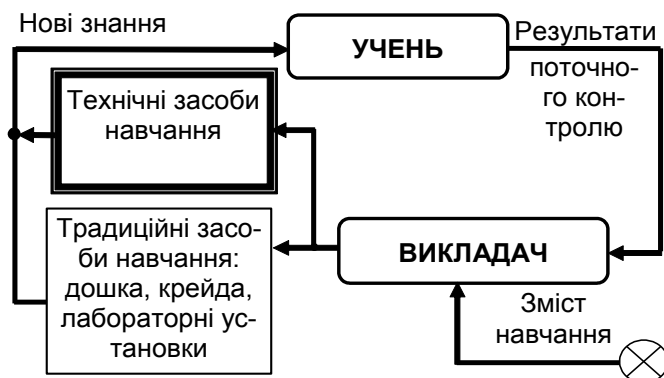 Нові знання
УЧЕНЬ
Результати
поточно-
го кон-
тролю
Технічні засоби
навчання
Традиційні засо-
би навчання:
дошка, крейда,
лабораторні ус-
тановки
ВИКЛАДАЧ
Зміст
навчання